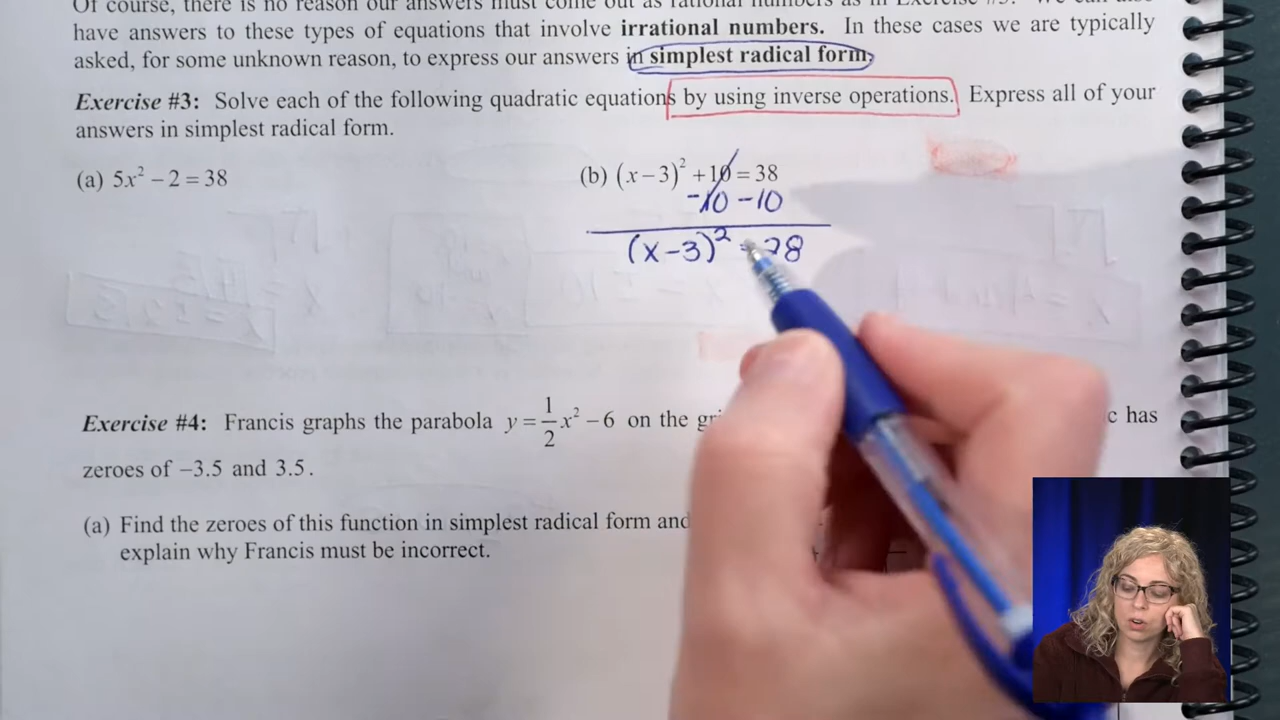 have answers to these types of equations that involve irrational numbers. In these cases we are typically
asked, for some unknown reason, to express our answers in simplest radical form.
Exercise #3: Solve each of the following quadratic equations by using inverse operations. Express all of your
answers in simplest radical form.
(a) 5x² − 2 = 38
(b) (x − 3)² + 10 = 38
-10 -10
(x-3)² = 28
Exercise #4: Francis graphs the parabola y = 1/2 x² − 6 on the
has
zeroes of −3.5 and 3.5.
(a) Find the zeroes of this function in simplest radical form and
explain why Francis must be incorrect.